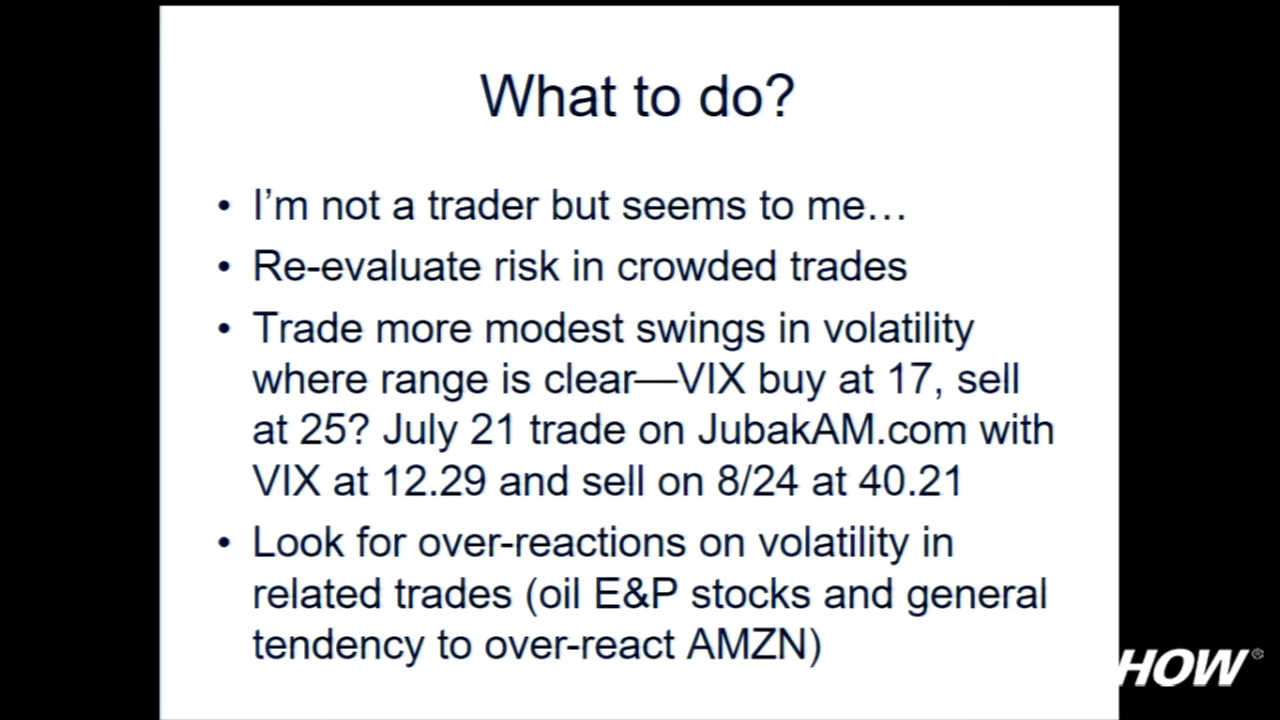 What to do?
• I'm not a trader but seems to me…
• Re-evaluate risk in crowded trades
• Trade more modest swings in volatility
where range is clear—VIX buy at 17, sell
at 25? July 21 trade on JubakAM.com with
VIX at 12.29 and sell on 8/24 at 40.21
• Look for over-reactions on volatility in
related trades (oil E&P stocks and general
tendency to over-react AMZN)
HOW®